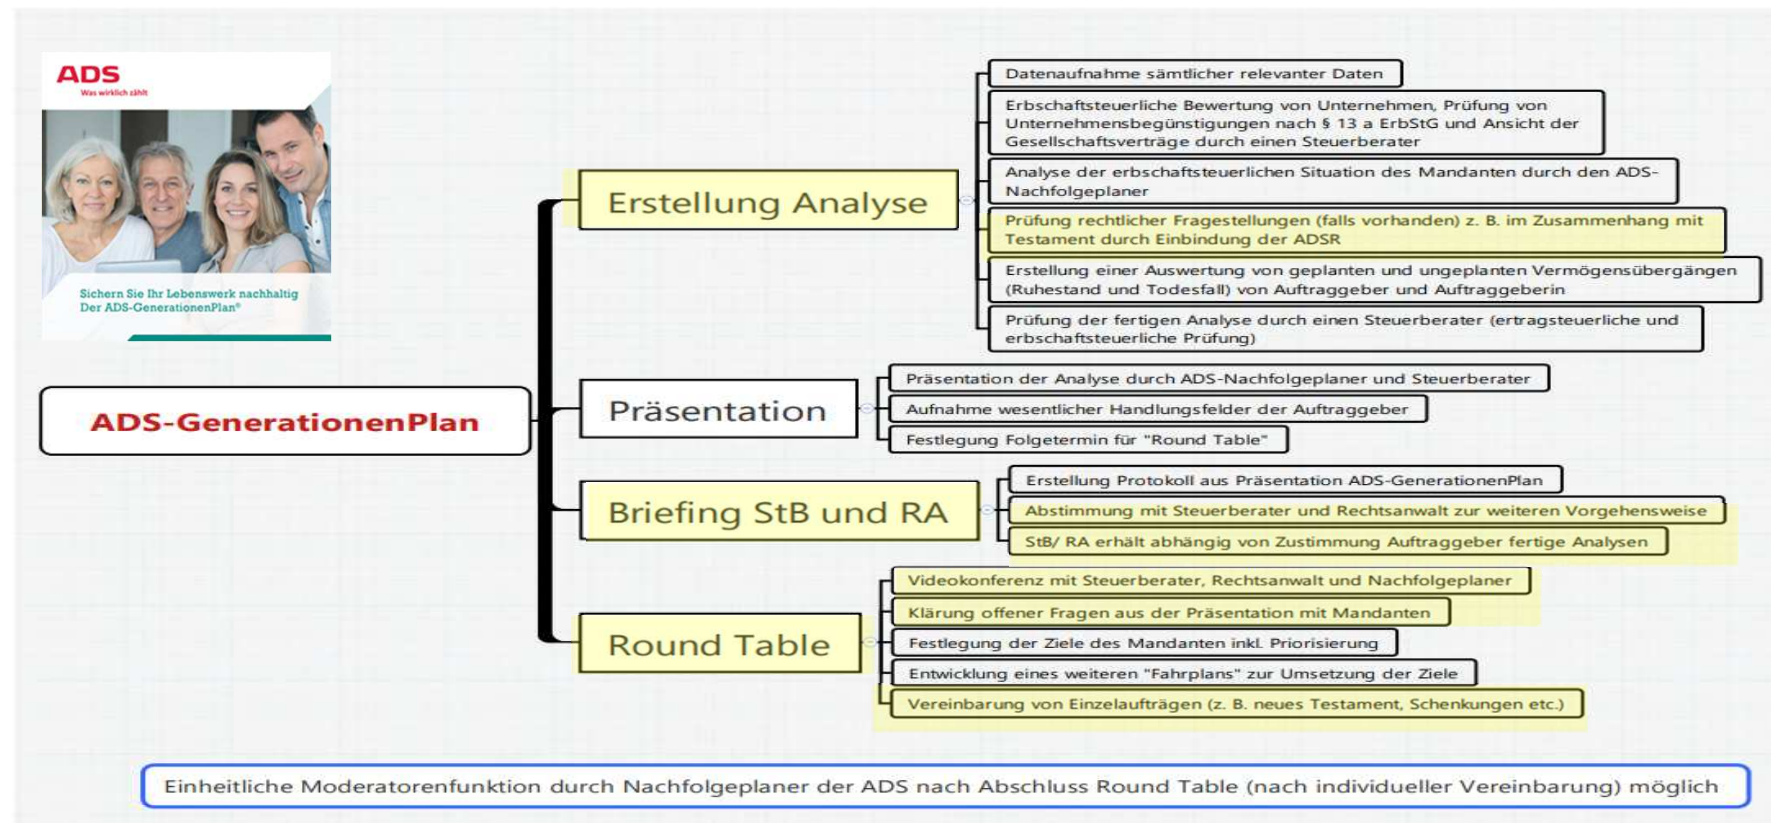 ADS
Was wirklich zählt
Sichern Sie Ihr Lebenswerk nachhaltig
Der ADS-GenerationenPlan®
ADS-GenerationenPlan
Erstellung Analyse
Datenaufnahme sämtlicher relevanter Daten
Erbschaftsteuerliche Bewertung von Unternehmen, Prüfung von
Unternehmensbegünstigungen nach § 13 a ErbStG und Ansicht der
Gesellschaftsverträge durch einen Steuerberater
Analyse der erbschaftsteuerlichen Situation des Mandanten durch den ADS-
Nachfolgeplaner
Prüfung rechtlicher Fragestellungen (falls vorhanden) z. B. im Zusammenhang mit
Testament durch Einbindung der ADSR
Erstellung einer Auswertung von geplanten und ungeplanten Vermögensübergängen
(Ruhestand und Todesfall) von Auftraggeber und Auftraggeberin
Prüfung der fertigen Analyse durch einen Steuerberater (ertragsteuerliche und
erbschaftsteuerliche Prüfung)
Präsentation
Präsentation der Analyse durch ADS-Nachfolgeplaner und Steuerberater
Aufnahme wesentlicher Handlungsfelder der Auftraggeber
Festlegung Folgetermin für "Round Table"
Briefing StB und RA
Erstellung Protokoll aus Präsentation ADS-GenerationenPlan
Abstimmung mit Steuerberater und Rechtsanwalt zur weiteren Vorgehensweise
StB/ RA erhält abhängig von Zustimmung Auftraggeber fertige Analysen
Round Table
Videokonferenz mit Steuerberater, Rechtsanwalt und Nachfolgeplaner
Klärung offener Fragen aus der Präsentation mit Mandanten
Festlegung der Ziele des Mandanten inkl. Priorisierung
Entwicklung eines weiteren "Fahrplans" zur Umsetzung der Ziele
Vereinbarung von Einzelaufträgen (z. B. neues Testament, Schenkungen etc.)
Einheitliche Moderatorenfunktion durch Nachfolgeplaner der ADS nach Abschluss Round Table (nach individueller Vereinbarung) möglich